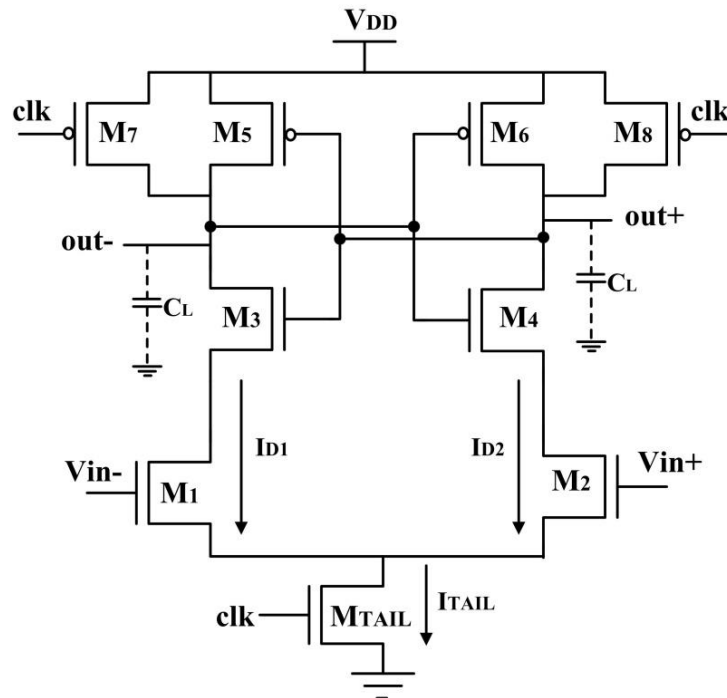 VDD
clk
M7
M5
M6
M8
clk
out-
out+
CL
CL
M3
M4
ID1
ID2
Vin-
M1
M2
Vin+
clk
MTAIL
ITAIL